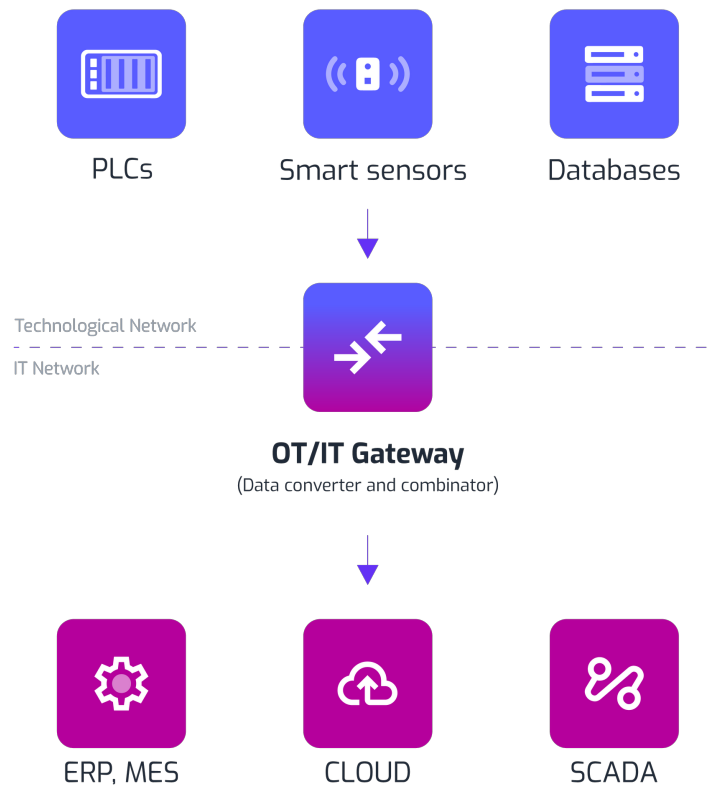 PLCs
Smart sensors
Databases
Technological Network
IT Network
OT/IT Gateway
(Data converter and combinator)
ERP, MES
CLOUD
SCADA